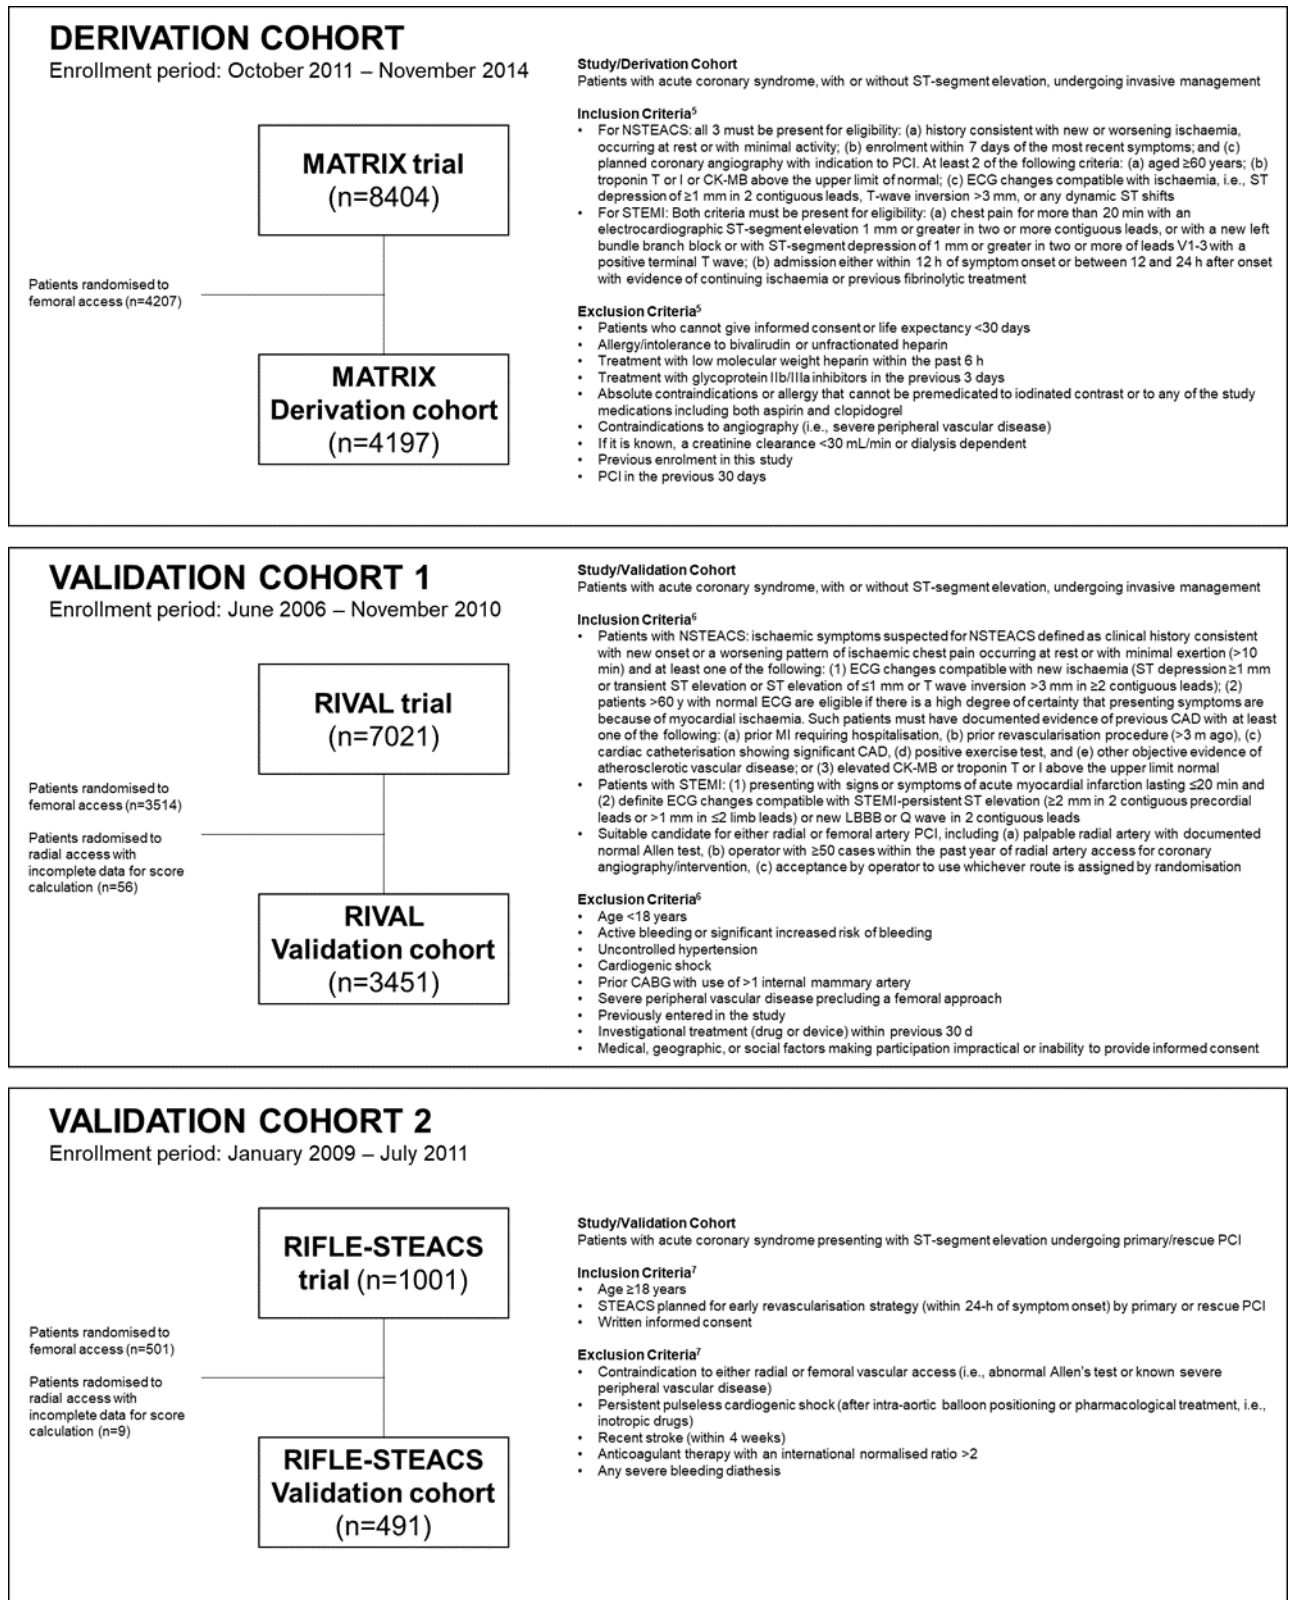 DERIVATION COHORT
Enrollment period: October 2011 – November 2014
MATRIX trial
(n=8404)
Patients randomised to
femoral access (n=4207)
MATRIX
Derivation cohort
(n=4197)
Study/Derivation Cohort
Patients with acute coronary syndrome, with or without ST-segment elevation, undergoing invasive management
Inclusion Criteria5
• For NSTEACS: all 3 must be present for eligibility: (a) history consistent with new or worsening ischaemia,
occurring at rest or with minimal activity; (b) enrolment within 7 days of the most recent symptoms; and (c)
planned coronary angiography with indication to PCI. At least 2 of the following criteria: (a) aged ≥60 years; (b)
troponin T or I or CK-MB above the upper limit of normal; (c) ECG changes compatible with ischaemia, i.e., ST
depression of ≥1 mm in 2 contiguous leads, T-wave inversion >3 mm, or any dynamic ST shifts
• For STEMI: Both criteria must be present for eligibility: (a) chest pain for more than 20 min with an
electrocardiographic ST-segment elevation 1 mm or greater in two or more contiguous leads, or with a new left
bundle branch block or with ST-segment depression of 1 mm or greater in two or more of leads V1-3 with a
positive terminal T wave; (b) admission either within 12 h of symptom onset or between 12 and 24 h after onset
with evidence of continuing ischaemia or previous fibrinolytic treatment
Exclusion Criteria5
• Patients who cannot give informed consent or life expectancy <30 days
• Allergy/intolerance to bivalirudin or unfractionated heparin
• Treatment with low molecular weight heparin within the past 6 h
• Treatment with glycoprotein IIb/IIIa inhibitors in the previous 3 days
• Absolute contraindications or allergy that cannot be premedicated to iodinated contrast or to any of the study
medications including both aspirin and clopidogrel
• Contraindications to angiography (i.e., severe peripheral vascular disease)
• If it is known, a creatinine clearance <30 mL/min or dialysis dependent
• Previous enrolment in this study
• PCI in the previous 30 days
VALIDATION COHORT 1
Enrollment period: June 2006 – November 2010
RIVAL trial
(n=7021)
Patients randomised to
femoral access (n=3514)
Patients radomised to
radial access with
incomplete data for score
calculation (n=56)
RIVAL
Validation cohort
(n=3451)
Study/Validation Cohort
Patients with acute coronary syndrome, with or without ST-segment elevation, undergoing invasive management
Inclusion Criteria6
• Patients with NSTEACS: ischaemic symptoms suspected for NSTEACS defined as clinical history consistent
with new onset or a worsening pattern of ischaemic chest pain occurring at rest or with minimal exertion (>10
min) and at least one of the following: (1) ECG changes compatible with new ischaemia (ST depression ≥1 mm
or transient ST elevation or ST elevation of ≤1 mm or T wave inversion >3 mm in ≥2 contiguous leads); (2)
patients >60 y with normal ECG are eligible if there is a high degree of certainty that presenting symptoms are
because of myocardial ischaemia. Such patients must have documented evidence of previous CAD with at least
one of the following: (a) prior MI requiring hospitalisation, (b) prior revascularisation procedure (>3 m ago), (c)
cardiac catheterisation showing significant CAD, (d) positive exercise test, and (e) other objective evidence of
atherosclerotic vascular disease; or (3) elevated CK-MB or troponin T or I above the upper limit normal
• Patients with STEMI: (1) presenting with signs or symptoms of acute myocardial infarction lasting ≤20 min and
(2) definite ECG changes compatible with STEMI-persistent ST elevation (≥2 mm in 2 contiguous precordial
leads or >1 mm in ≤2 limb leads) or new LBBB or Q wave in 2 contiguous leads
• Suitable candidate for either radial or femoral artery PCI, including (a) palpable radial artery with documented
normal Allen test, (b) operator with ≥50 cases within the past year of radial artery access for coronary
angiography/intervention, (c) acceptance by operator to use whichever route is assigned by randomisation
Exclusion Criteria6
• Age <18 years
• Active bleeding or significant increased risk of bleeding
• Uncontrolled hypertension
• Cardiogenic shock
• Prior CABG with use of >1 internal mammary artery
• Severe peripheral vascular disease precluding a femoral approach
• Previously entered in the study
• Investigational treatment (drug or device) within previous 30 d
• Medical, geographic, or social factors making participation impractical or inability to provide informed consent
VALIDATION COHORT 2
Enrollment period: January 2009 – July 2011
RIFLE-STEACS
trial (n=1001)
Patients randomised to
femoral access (n=501)
Patients radomised to
radial access with
incomplete data for score
calculation (n=9)
RIFLE-STEACS
Validation cohort
(n=491)
Study/Validation Cohort
Patients with acute coronary syndrome presenting with ST-segment elevation undergoing primary/rescue PCI
Inclusion Criteria7
• Age ≥18 years
• STEACS planned for early revascularisation strategy (within 24-h of symptom onset) by primary or rescue PCI
• Written informed consent
Exclusion Criteria7
• Contraindication to either radial or femoral vascular access (i.e., abnormal Allen's test or known severe
peripheral vascular disease)
• Persistent pulseless cardiogenic shock (after intra-aortic balloon positioning or pharmacological treatment, i.e.,
inotropic drugs)
• Recent stroke (within 4 weeks)
• Anticoagulant therapy with an international normalised ratio >2
• Any severe bleeding diathesis